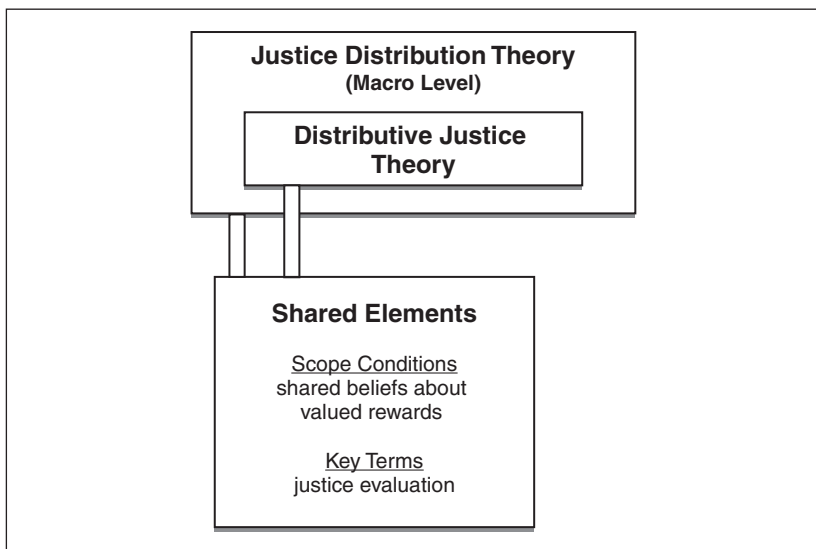 Justice Distribution Theory
(Macro Level)
Distributive Justice
Theory
Shared Elements
Scope Conditions
shared beliefs about
valued rewards
Key Terms
justice evaluation